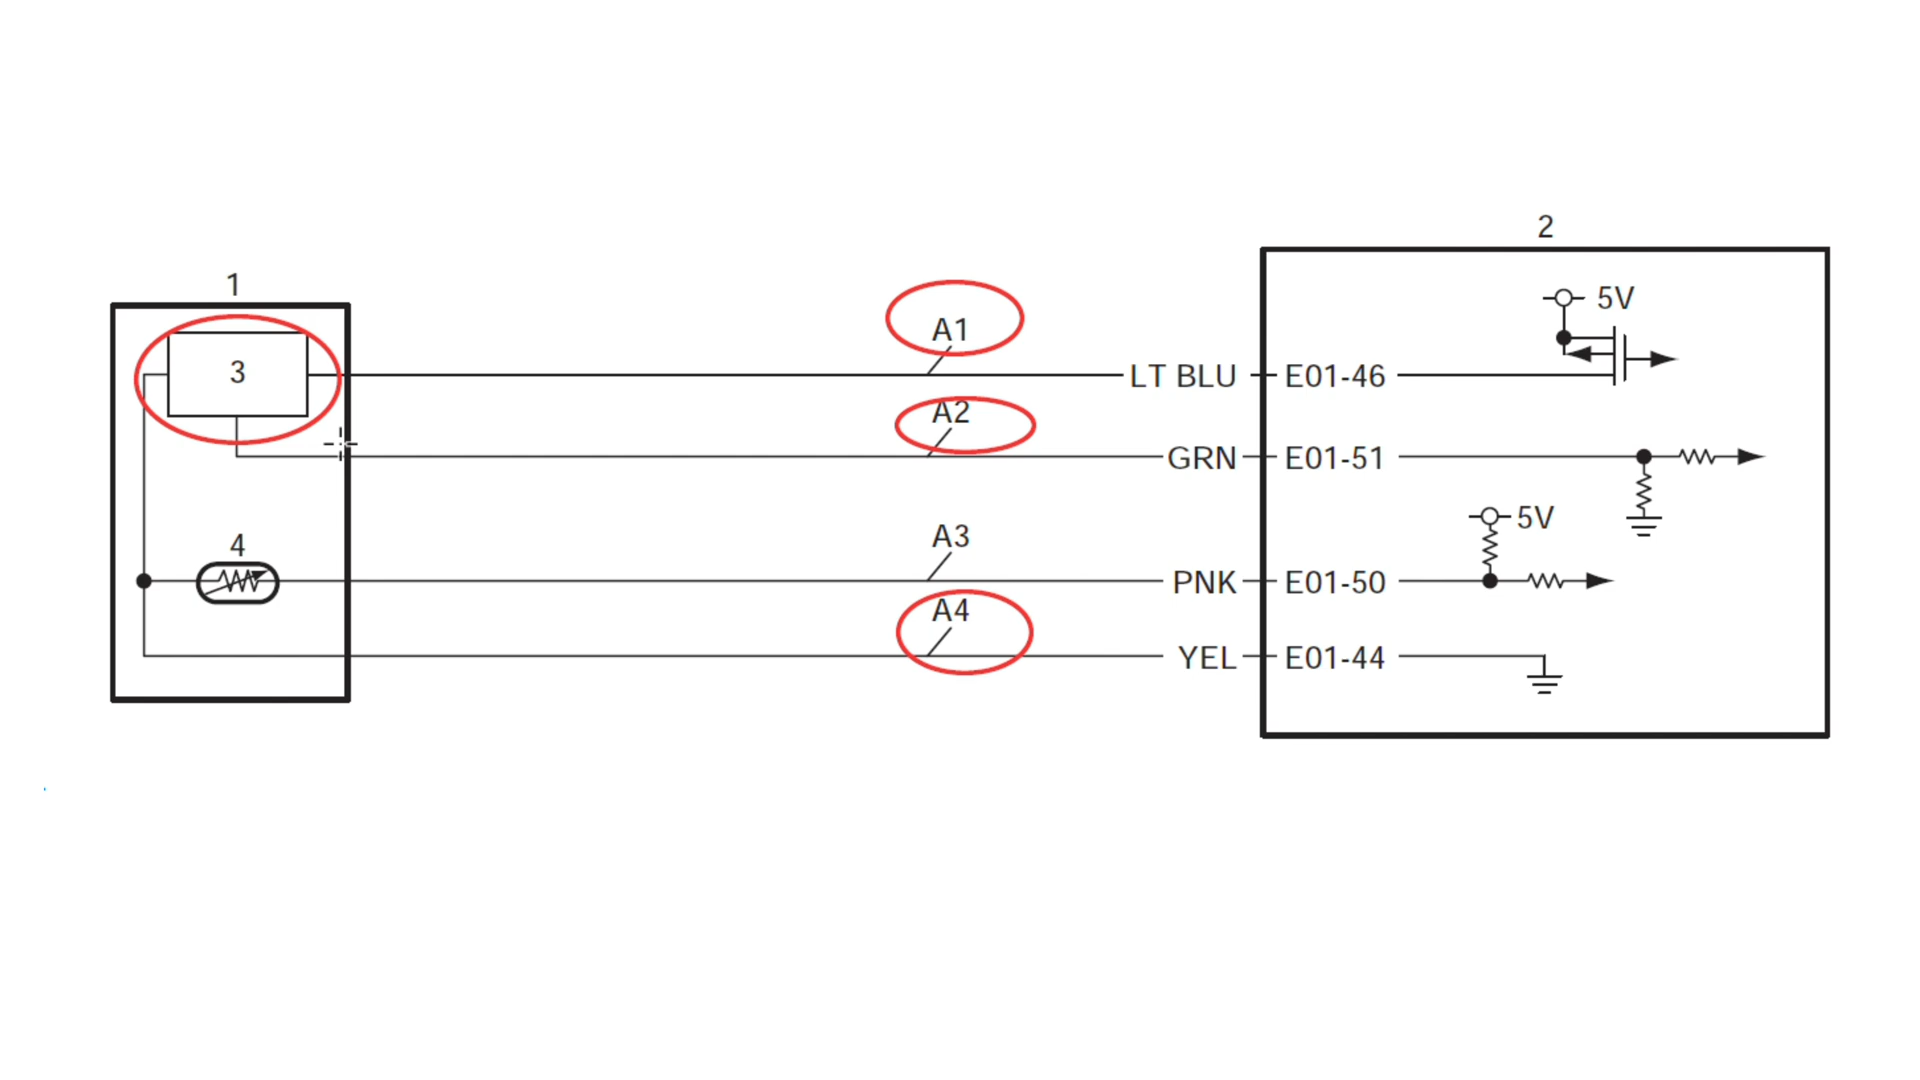 2
1
5V
A1
3
LT BLU E01-46
A2
GRN E01-51
5V
A3
4
PNK E01-50
A4
YEL E01-44